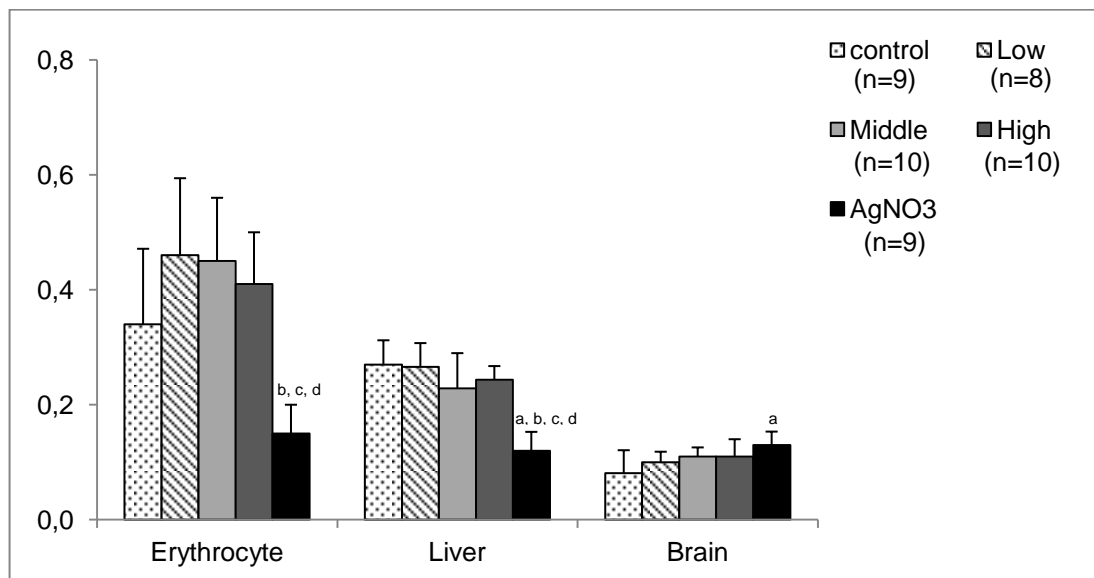 0,8
0,6
0,4
0,2
0,0
control
(n=9)
Low
(n=8)
Middle
(n=10)
High
(n=10)
AgNO3
(n=9)
b, c, d
a, b, c, d
a
Erythrocyte
Liver
Brain